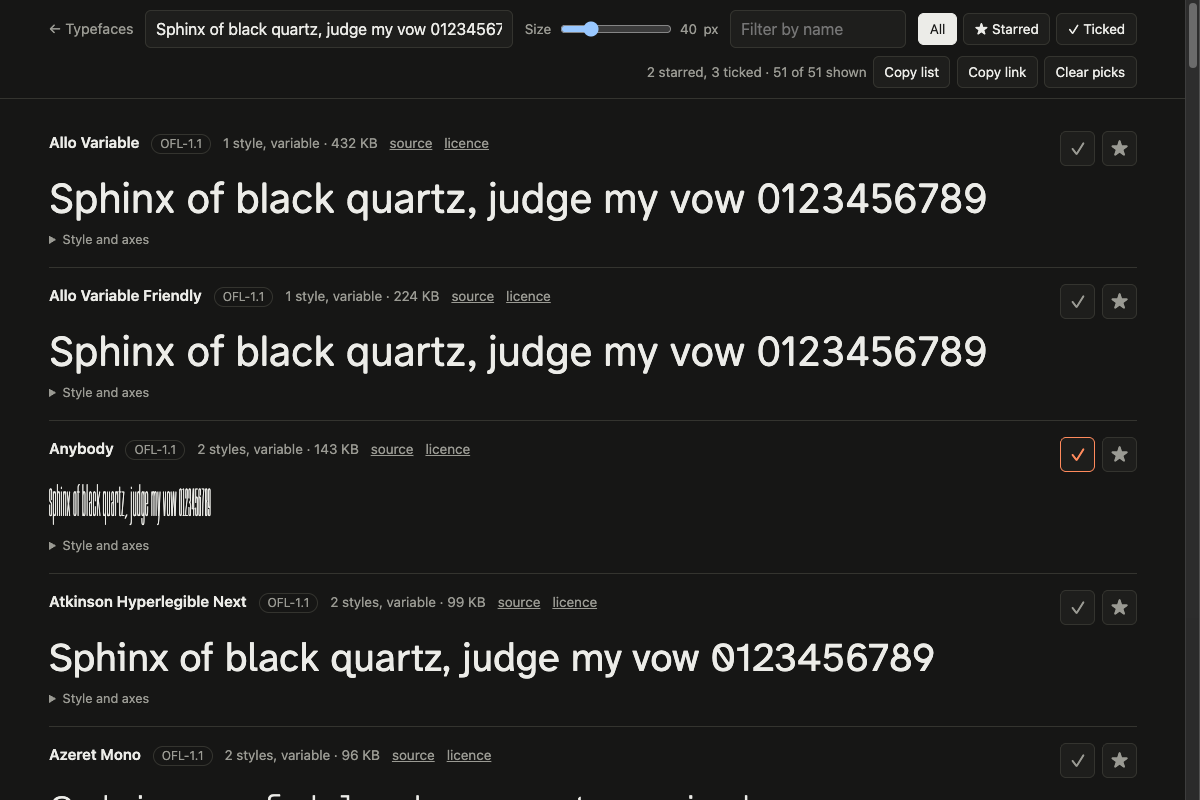 ← Typefaces Sphinx of black quartz, judge my vow 01234567 Size 40 px Filter by name All ★ Starred ✓ Ticked
2 starred, 3 ticked · 51 of 51 shown Copy list Copy link Clear picks
Allo Variable OFL-1.1 1 style, variable · 432 KB source licence
Sphinx of black quartz, judge my vow 0123456789
▶ Style and axes
Allo Variable Friendly OFL-1.1 1 style, variable · 224 KB source licence
Sphinx of black quartz, judge my vow 0123456789
▶ Style and axes
Anybody OFL-1.1 2 styles, variable · 143 KB source licence
Sphinx of black quartz, judge my vow 0123456789
▶ Style and axes
Atkinson Hyperlegible Next OFL-1.1 2 styles, variable · 99 KB source licence
Sphinx of black quartz, judge my vow 0123456789
▶ Style and axes
Azeret Mono OFL-1.1 2 styles, variable · 96 KB source licence